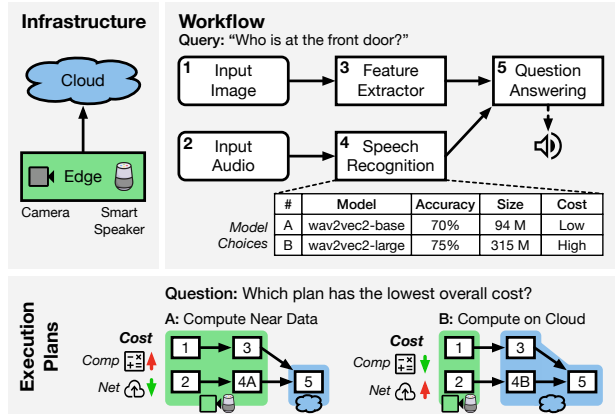 Infrastructure
Cloud
Edge
Camera
Smart
Speaker
Workflow
Query: “Who is at the front door?”
1 Input
Image
3 Feature
Extractor
5 Question
Answering
2 Input
Audio
4 Speech
Recognition
Model
Choices
# Model Accuracy Size Cost
A wav2vec2-base 70% 94 M Low
B wav2vec2-large 75% 315 M High
Execution
Plans
Question: Which plan has the lowest overall cost?
A: Compute Near Data
Cost
Comp
Net
1 3
2 4A 5
B: Compute on Cloud
Cost
Comp
Net
1 3
2 4B 5